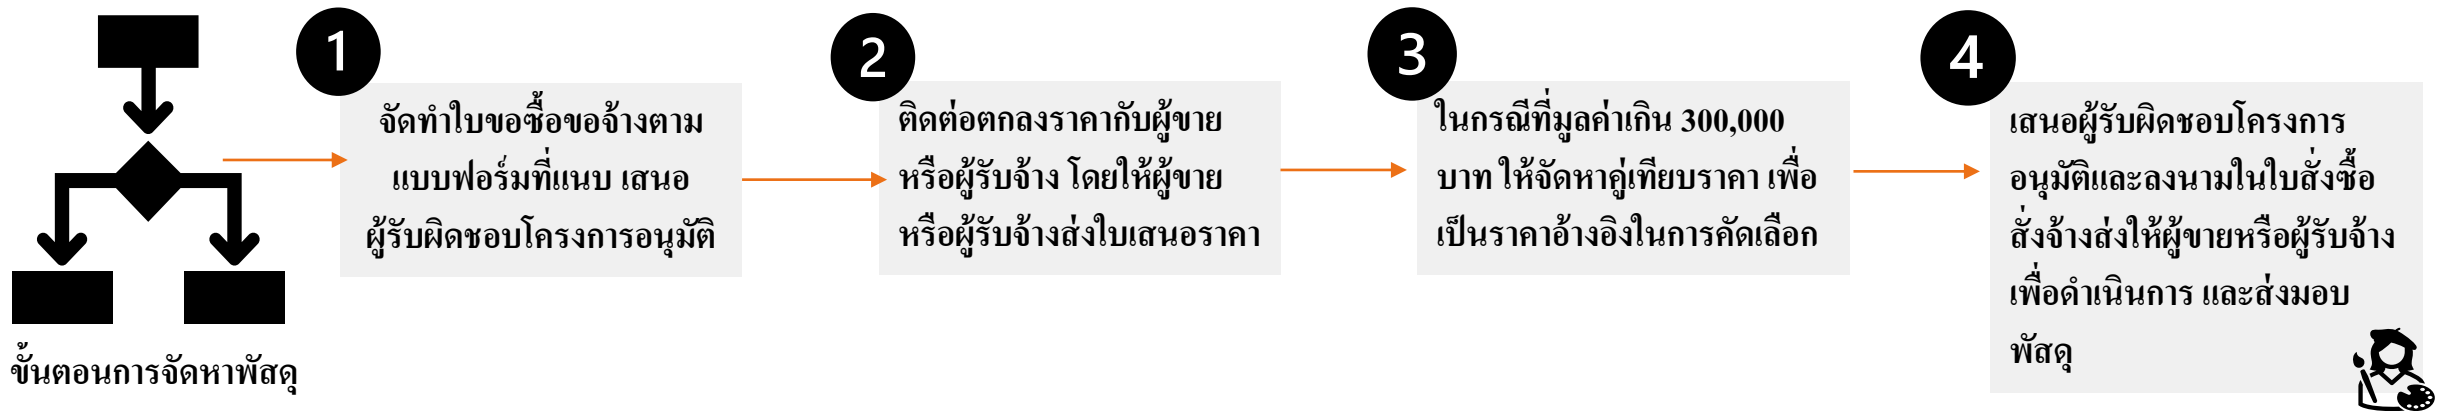 1
จัดทำใบขอซื้อขอจ้างตาม
แบบฟอร์มที่แนบ เสนอ
ผู้รับผิดชอบโครงการอนุมัติ
2
ติดต่อตกลงราคากับผู้ขาย
หรือผู้รับจ้าง โดยให้ผู้ขาย
หรือผู้รับจ้างส่งใบเสนอราคา
3
ในกรณีที่มูลค่าเกิน 300,000
บาท ให้จัดหาคู่เทียบราคา เพื่อ
เป็นราคาอ้างอิงในการคัดเลือก
4
เสนอผู้รับผิดชอบโครงการ
อนุมัติและลงนามในใบสั่งซื้อ
สั่งจ้างส่งให้ผู้ขายหรือผู้รับจ้าง
เพื่อดำเนินการ และส่งมอบ
พัสดุ
ขั้นตอนการจัดหาพัสดุ